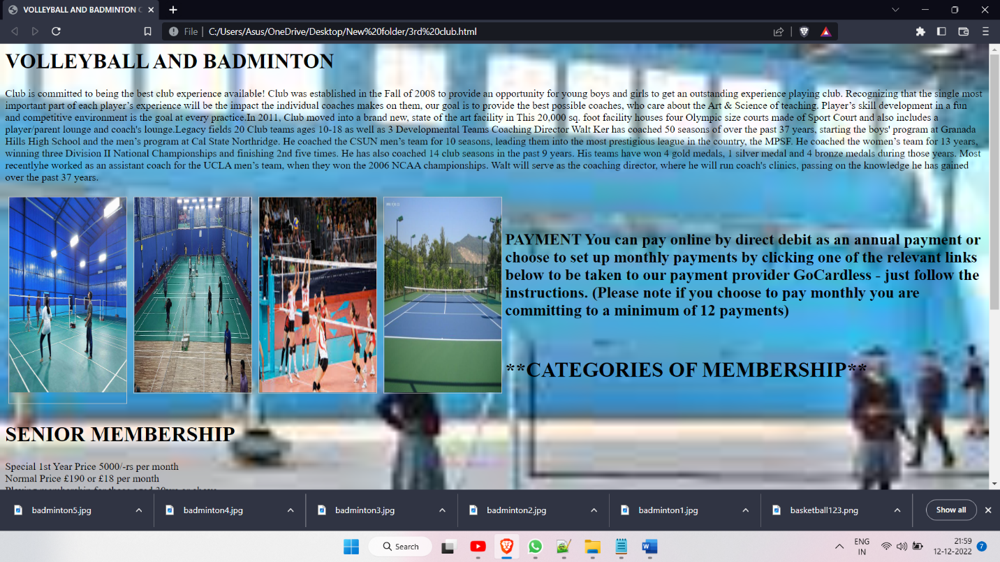 VOLLEYBALL AND BADMINTON C
File
C:/Users/Asus/OneDrive/Desktop/New%20folder/3rd%20club.html
VOLLEYBALL AND BADMINTON
Club is committed to being the best club experience available! Club was established in the Fall of 2008 to provide an opportunity for young boys and girls to get an outstanding experience playing club. Recognizing that the single most
important part of each player’s experience will be the impact the individual coaches makes on them, our goal is to provide the best possible coaches, who care about the Art & Science of teaching. Player’s skill development in a fun
and competitive environment is the goal at every practice.In 2011, Club moved into a brand new, state of the art facility in This 20,000 sq. foot facility houses four Olympic size courts made of Sport Court and also includes a
player/parent lounge and coach's lounge.Legacy fields 20 Club teams ages 10-18 as well as 3 Developmental Teams Coaching Director Walt Ker has coached 50 seasons of over the past 37 years, starting the boys' program at Granada
Hills High School and the men’s program at Cal State Northridge. He coached the CSUN men’s team for 10 seasons, leading them into the most prestigious league in the country, the MPSF. He coached the women’s team for 13 years,
winning three Division II National Championships and finishing 2nd five times. He has also coached 14 club seasons in the past 9 years. His teams have won 4 gold medals, 1 silver medal and 4 bronze medals during those years. Most
recentlyhe worked as an assistant coach for the UCLA men’s team, when they won the 2006 NCAA championships. Walt will serve as the coaching director, where he will run coach's clinics, passing on the knowledge he has gained
over the past 37 years.
PAYMENT You can pay online by direct debit as an annual payment or
choose to set up monthly payments by clicking one of the relevant links
below to be taken to our payment provider GoCardless - just follow the
instructions. (Please note if you choose to pay monthly you are
committing to a minimum of 12 payments)
**CATEGORIES OF MEMBERSHIP**
SENIOR MEMBERSHIP
Special 1st Year Price 5000/-rs per month
Normal Price £190 or £18 per month
badminton5.jpg
badminton4.jpg
badminton3.jpg
badminton2.jpg
badminton1.jpg
basketball123.png
Show all
Search
ENG
IN
21:59
12-12-2022
7